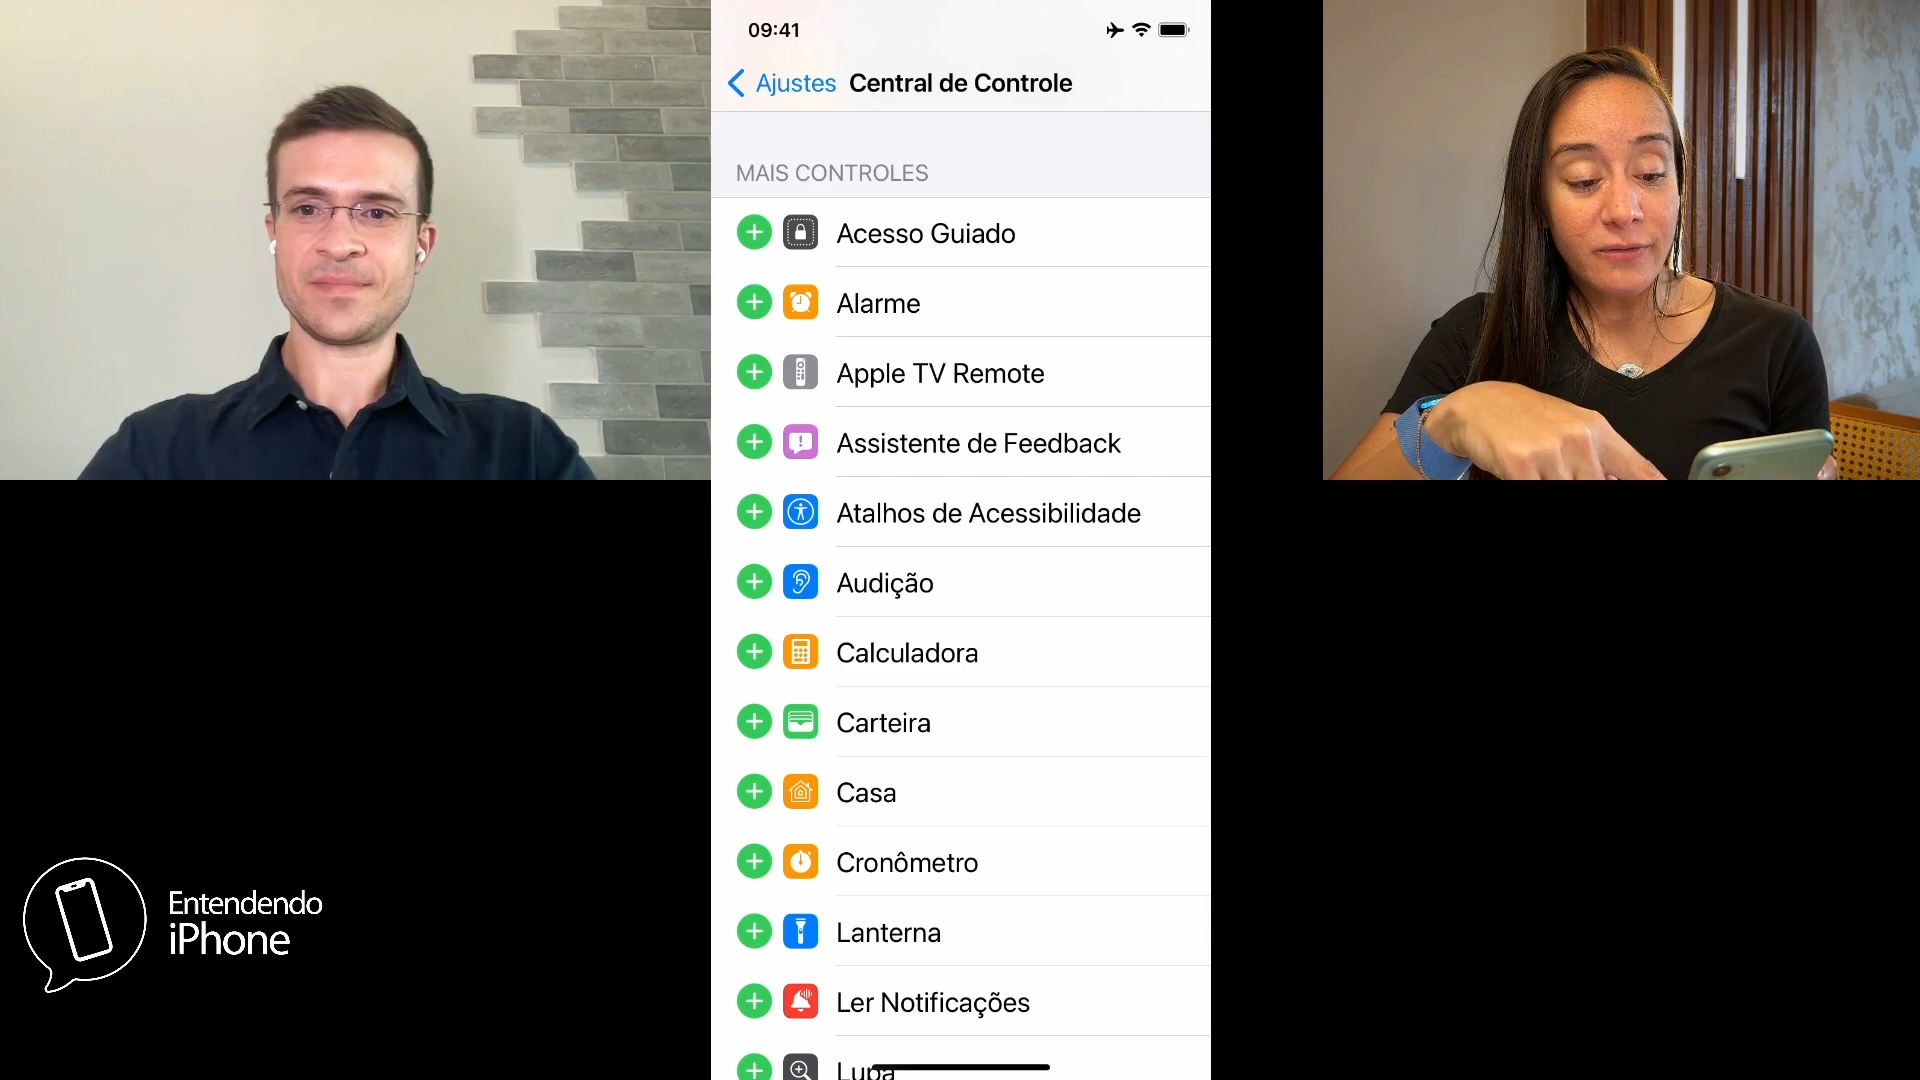 09:41
Ajustes Central de Controle
MAIS CONTROLES
Acesso Guiado
Alarme
Apple TV Remote
Assistente de Feedback
Atalhos de Acessibilidade
Audição
Calculadora
Carteira
Casa
Cronômetro
Lanterna
Ler Notificações
Lupa
Entendendo
iPhone